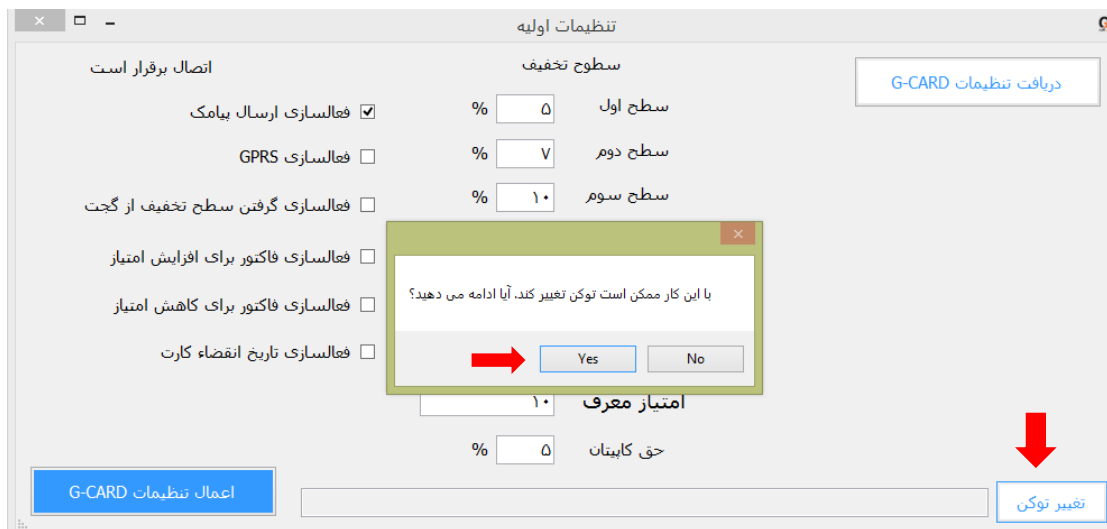 تنظیمات اولیه
دریافت تنظیمات G-CARD
سطوح تخفیف
سطح اول ۵ %
سطح دوم ۷ %
سطح سوم ۱۰ %
اتصال برقرار است
فعالسازی ارسال پیامک
فعالسازی GPRS
فعالسازی گرفتن سطح تخفیف از گجت
فعالسازی فاکتور برای افزایش امتیاز
فعالسازی فاکتور برای کاهش امتیاز
فعالسازی تاریخ انقضاء کارت
با این کار ممکن است توکن تغییر کند. آیا ادامه می دهید؟
Yes No
امتیاز معرف ۱۰
حق کاپیتان ۵ %
تغییر توکن
اعمال تنظیمات G-CARD